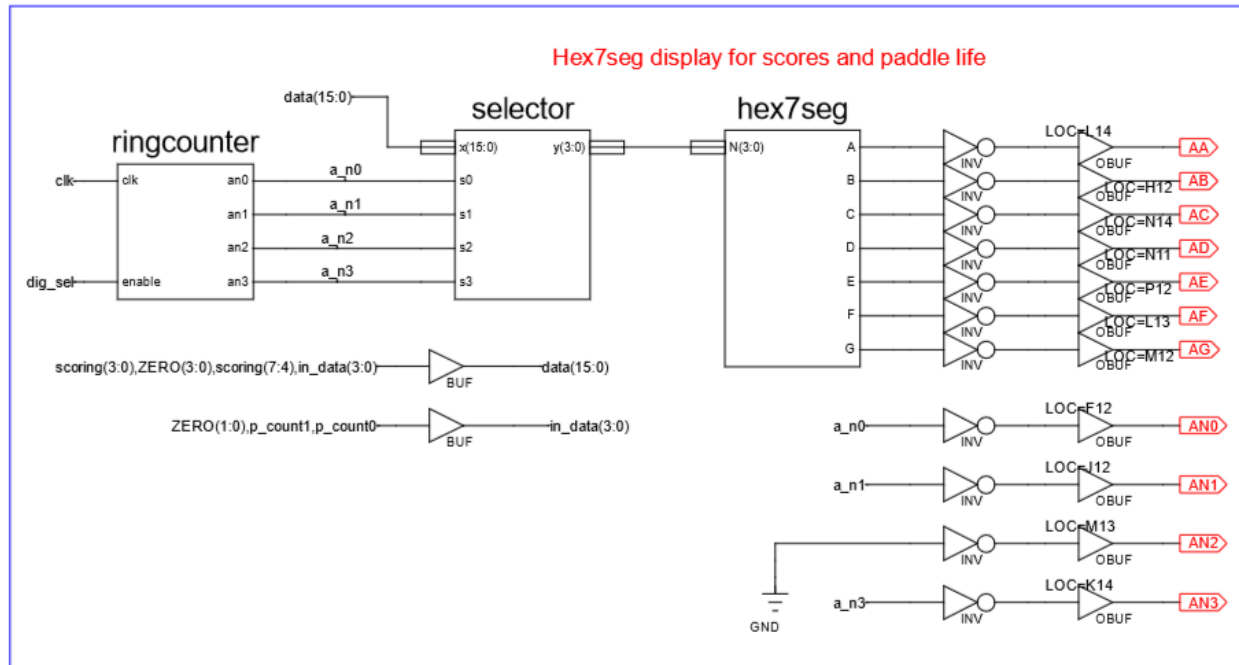 Hex7seg display for scores and paddle life
data(15:0)
selector
hex7seg
ringcounter
x(15:0)
y(3:0)
N(3:0)
A
INV
LOC=L14
OBUF
AA
clk
clk
an0
a_n0
s0
B
INV
LOC=H12
OBUF
AB
an1
a_n1
s1
C
INV
LOC=N14
OBUF
AC
an2
a_n2
s2
D
INV
LOC=N11
OBUF
AD
dig_sel
enable
an3
a_n3
s3
E
INV
LOC=P12
OBUF
AE
F
INV
LOC=L13
OBUF
AF
G
INV
LOC=M12
OBUF
AG
scoring(3:0),ZERO(3:0),scoring(7:4),in_data(3:0)
BUF
data(15:0)
ZERO(1:0),p_count1,p_count0
BUF
in_data(3:0)
a_n0
INV
LOC=F12
OBUF
AN0
a_n1
INV
LOC=J12
OBUF
AN1
INV
LOC=M13
OBUF
AN2
GND
a_n3
INV
LOC=K14
OBUF
AN3